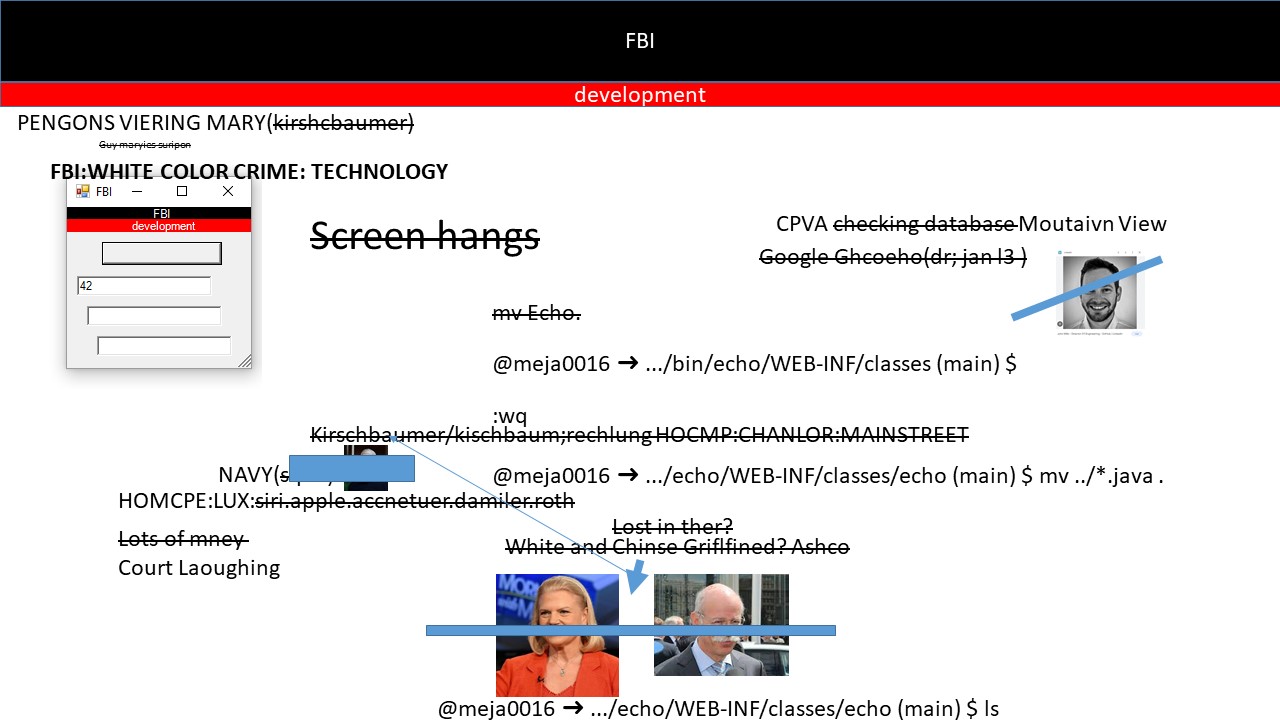 FBI
development
PENGONS VIERING MARY(kirshcbaumer)
Guy maryies suripon
FBI:WHITE COLOR CRIME: TECHNOLOGY
FBI
FBI
development
42
Screen hangs
CPVA checking database Moutaivn View
Google Ghcoeho(dr; jan l3 )
mv Echo.
@meja0016 ➜ .../bin/echo/WEB-INF/classes (main) $
:wq
Kirschbaumer/kischbaum;rechlung HOCMP:CHANLOR:MAINSTREET
NAVY(
@meja0016 ➜ .../echo/WEB-INF/classes/echo (main) $ mv ../*.java .
HOMCPE:LUX:siri.apple.accnetuer.damiler.roth
Lost in ther?
Lots of mney
White and Chinse Griflfined? Ashco
Court Laoughing
@meja0016 ➜ .../echo/WEB-INF/classes/echo (main) $ ls